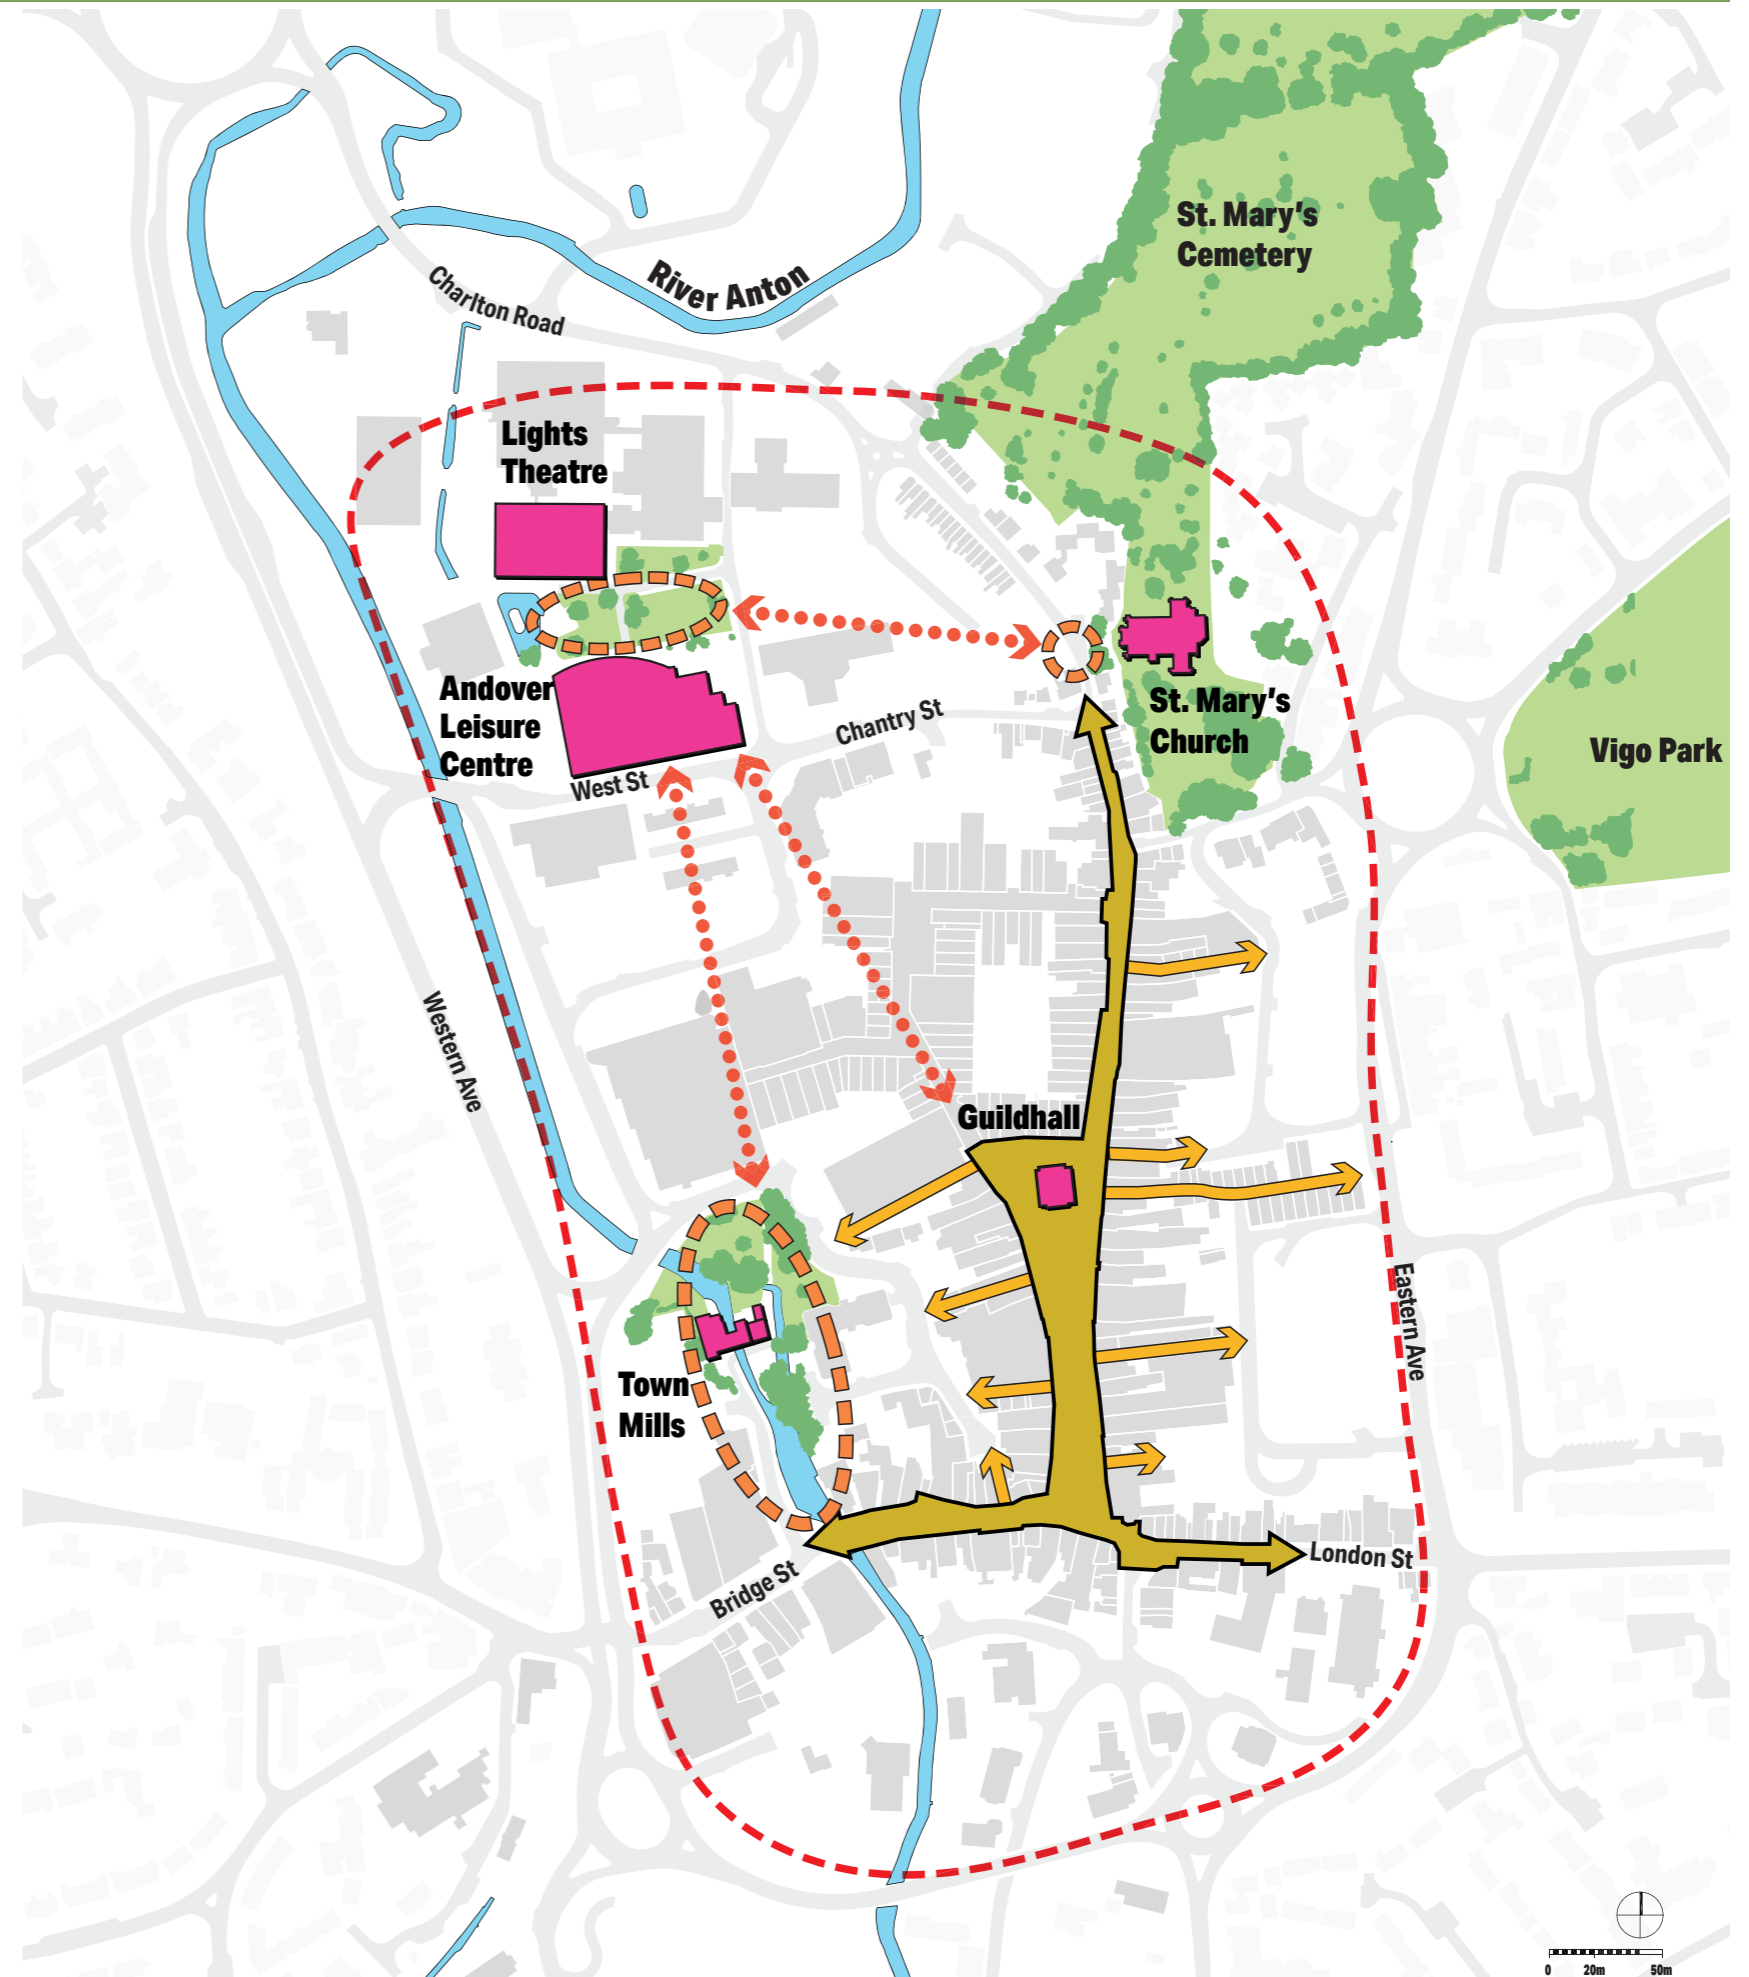 St. Mary's
Cemetery
River Anton
Charlton Road
Lights
Theatre
Andover
Leisure
Centre
West St
Chantry St
St. Mary's
Church
Vigo Park
Western Ave
Guildhall
Eastern Ave
Town
Mills
Bridge St
London St
0 20m 50m